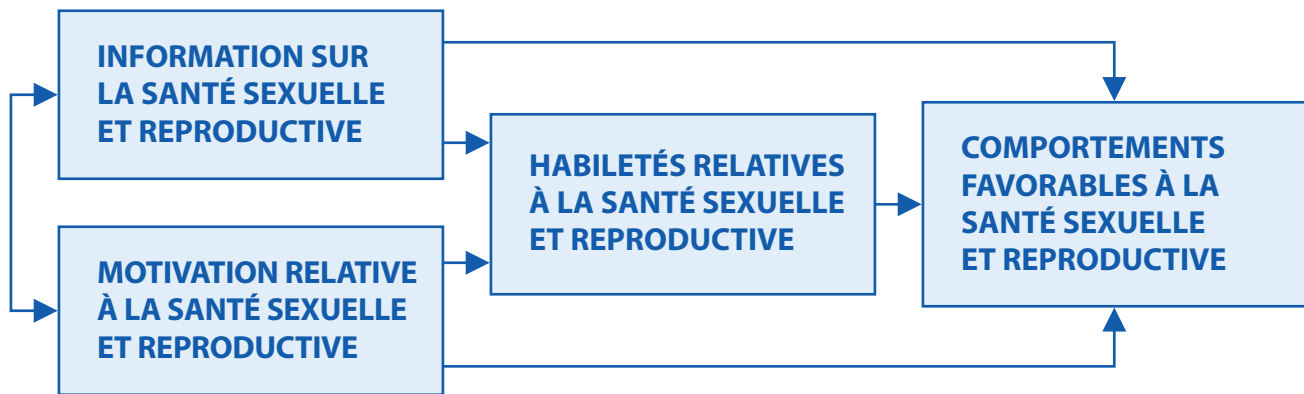 INFORMATION SUR
LA SANTÉ SEXUELLE
ET REPRODUCTIVE
MOTIVATION RELATIVE
À LA SANTÉ SEXUELLE
ET REPRODUCTIVE
HABILETÉS RELATIVES
À LA SANTÉ SEXUELLE
ET REPRODUCTIVE
COMPORTEMENTS
FAVORABLES À LA
SANTÉ SEXUELLE
ET REPRODUCTIVE